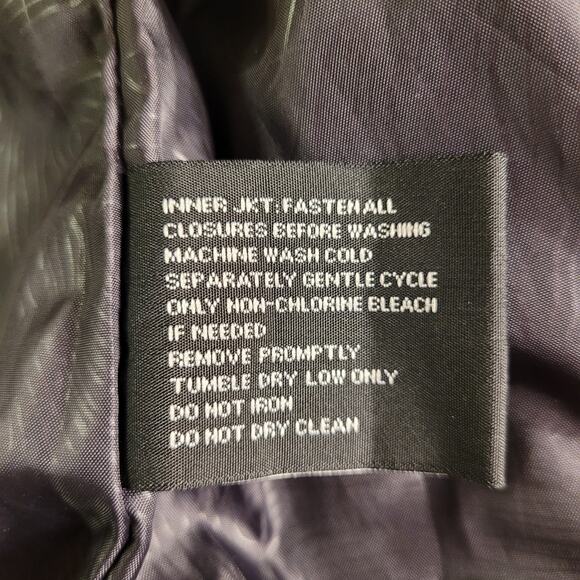 INNER JKT: FASTEN ALL
CLOSURES BEFORE WASHING
MACHINE WASH COLD
SEPARATELY GENTLE CYCLE
ONLY NON-CHLORINE BLEACH
IF NEEDED
REMOVE PROMPTLY
TUMBLE DRY LOW ONLY
DO NOT IRON
DO NOT DRY CLEAN